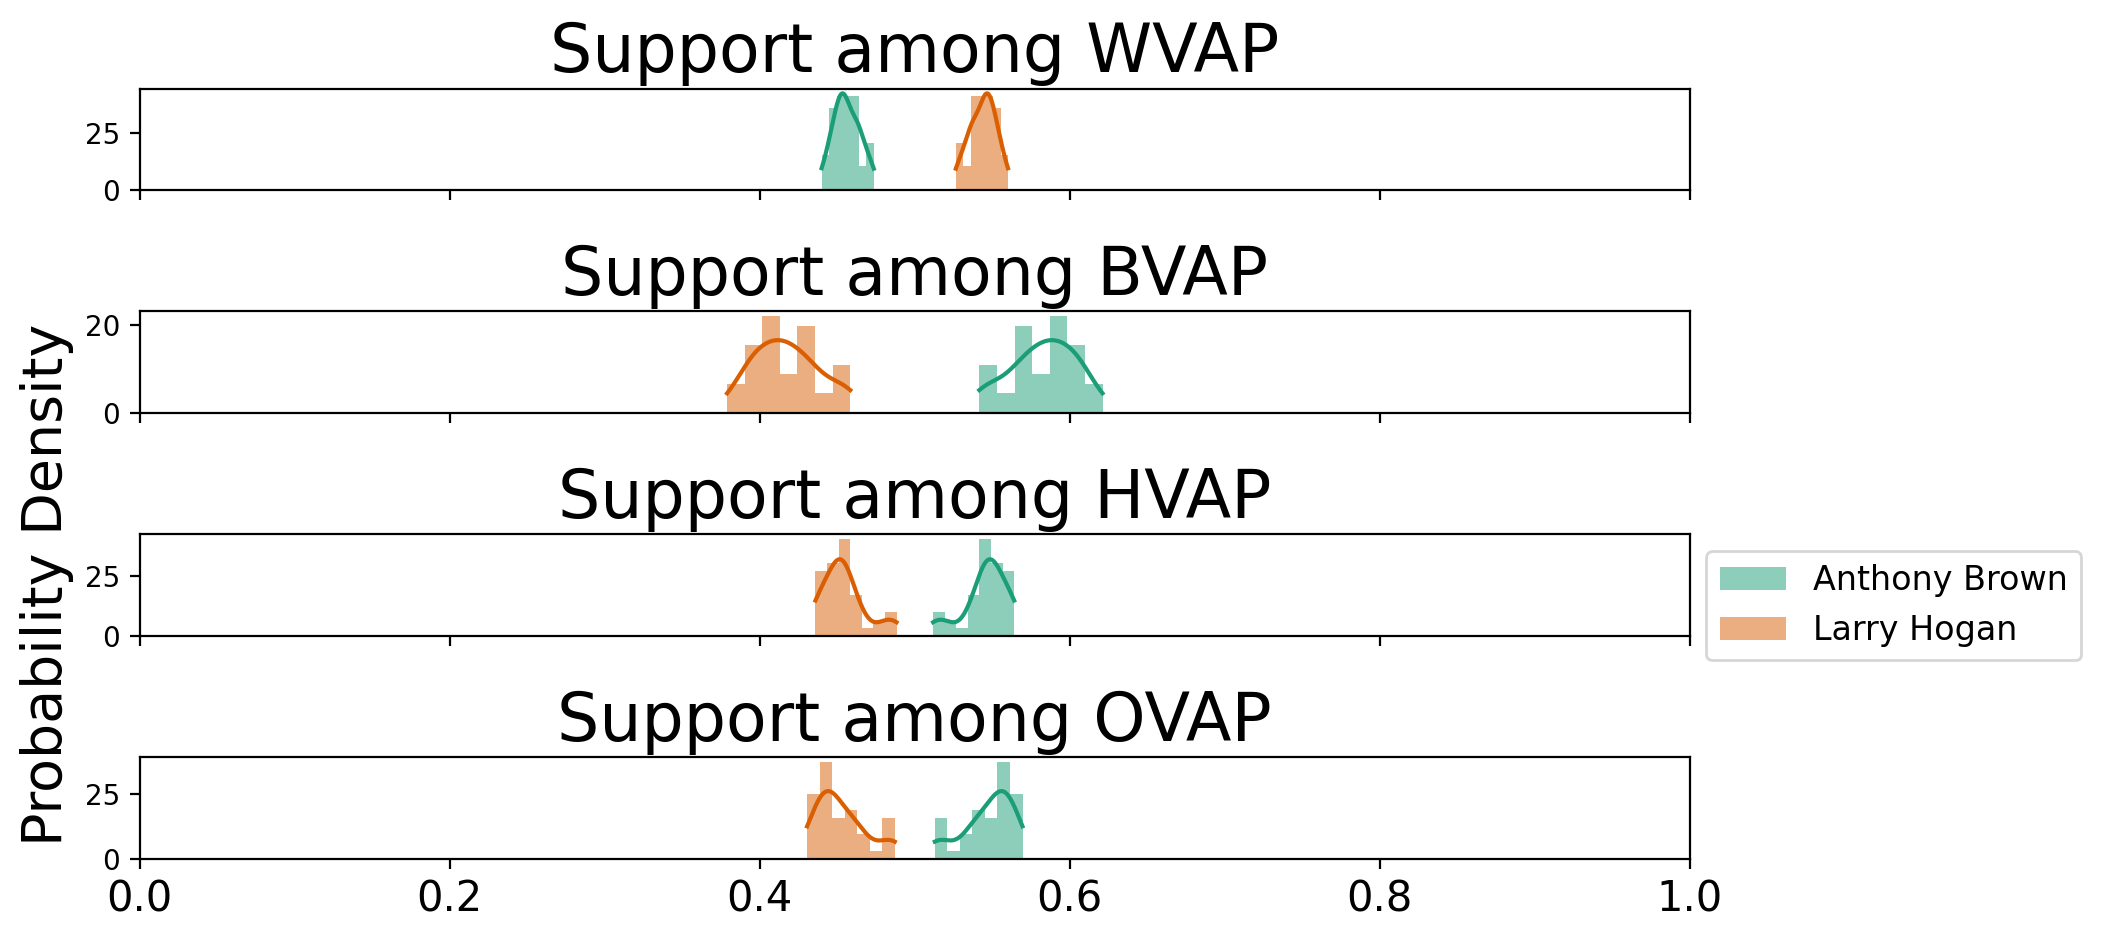 Support among WVAP
25
0
Support among BVAP
20
0
Support among HVAP
25
0
Support among OVAP
25
0
0.0 0.2 0.4 0.6 0.8 1.0
Probability Density
Anthony Brown
Larry Hogan